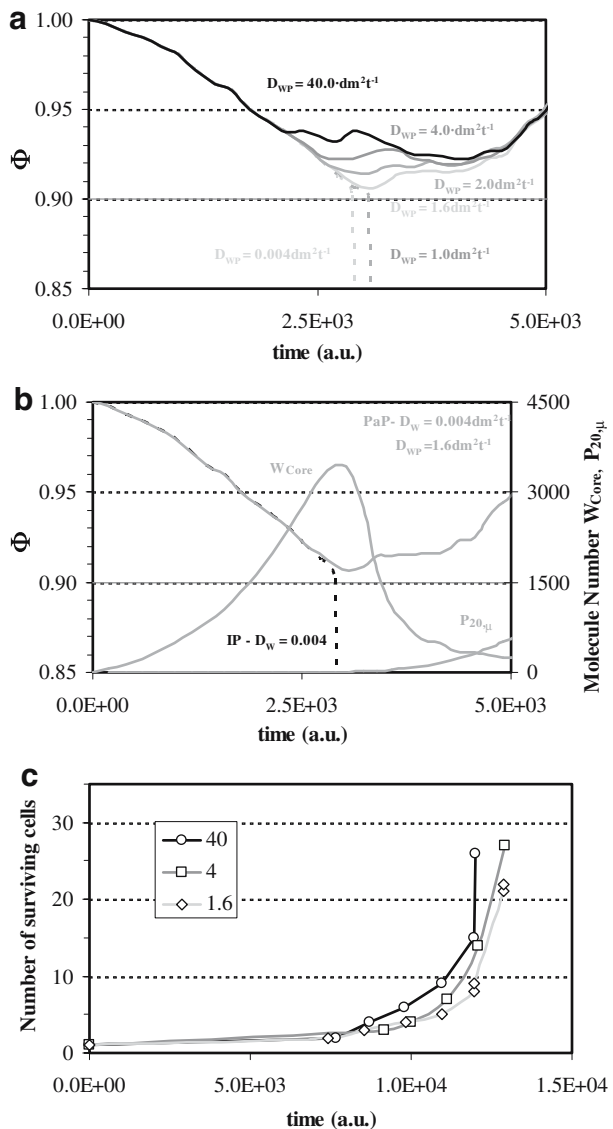 a
1.00
0.95
0.90
0.85
Φ
D_WP = 40.0·dm²t⁻¹
D_WP = 4.0·dm²t⁻¹
D_WP = 2.0dm²t⁻¹
D_WP = 1.6dm²t⁻¹
D_WP = 0.004dm²t⁻¹
D_WP = 1.0dm²t⁻¹
0.0E+00 2.5E+03 5.0E+03
time (a.u.)
b
1.00
0.95
0.90
0.85
Φ
4500
3000
1500
0
Molecule Number W_Core, P_20,μ
PaP- D_W = 0.004dm²t⁻¹
D_WP = 1.6dm²t⁻¹
W_Core
P_20,μ
IP - D_W = 0.004
0.0E+00 2.5E+03 5.0E+03
time (a.u.)
c
Number of surviving cells
30
20
10
0
40
4
1.6
0.0E+00 5.0E+03 1.0E+04 1.5E+04
time (a.u.)